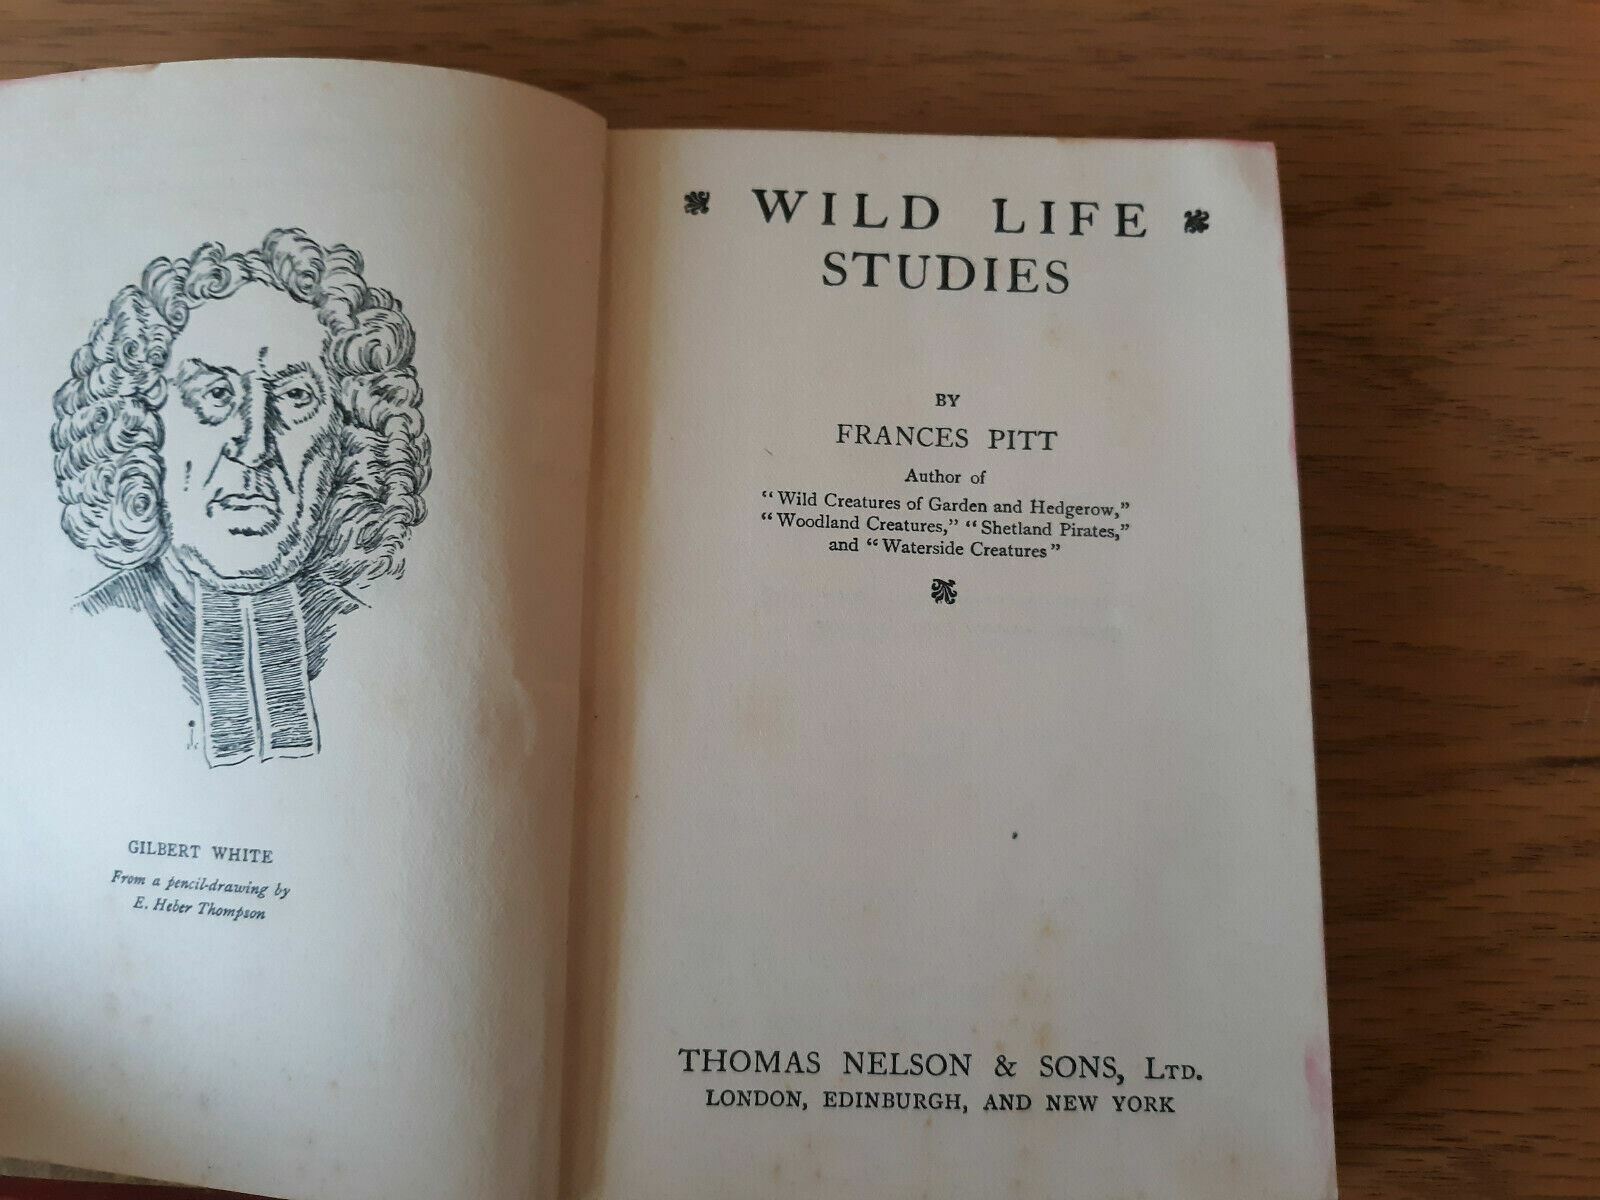 GILBERT WHITE
From a pencil-drawing by
E. Heber Thompson
WILD LIFE
STUDIES
BY
FRANCES PITT
Author of
"Wild Creatures of Garden and Hedgerow,"
"Woodland Creatures," "Shetland Pirates,"
and "Waterside Creatures"
THOMAS NELSON & SONS, LTD.
LONDON, EDINBURGH, AND NEW YORK